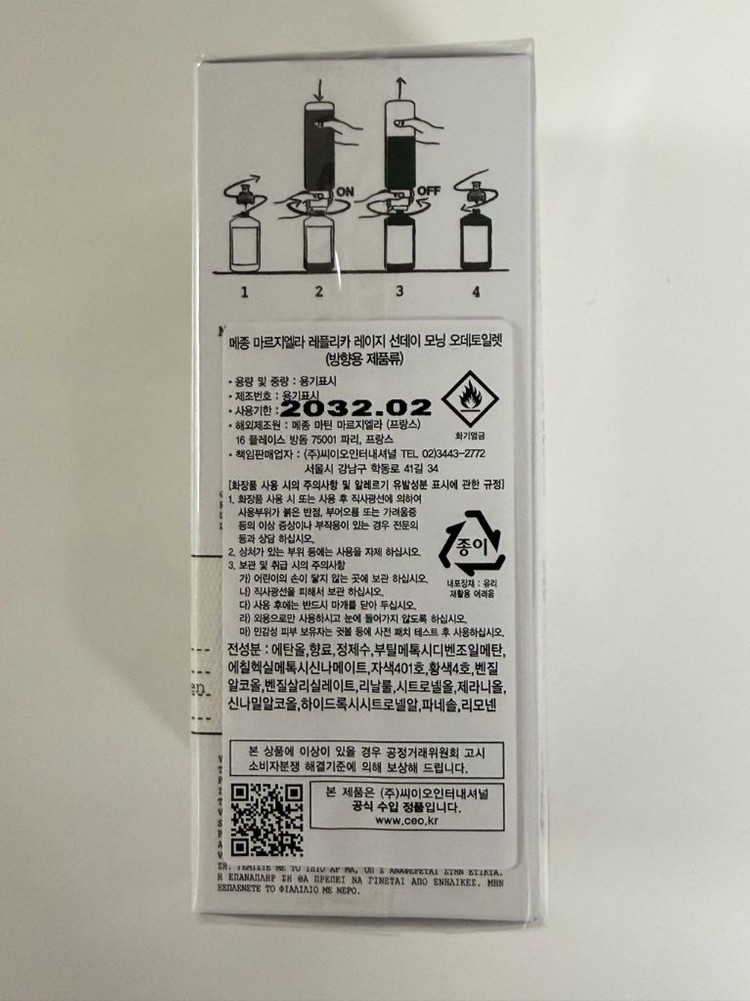 ON
OFF
1 2 3 4
메종 마르지엘라 레플리카 레이지 선데이 모닝 오데토일렛
(방향용 제품류)
• 용량 및 중량 : 용기표시
• 제조번호 : 용기표시
• 사용기한 : 2032.02
• 해외제조원 : 메종 마틴 마르지엘라 (프랑스)
16 플레이스 방돔 75001 파리, 프랑스
• 책임판매업자 : (주)씨이오인터내셔널 TEL 02)3443-2772
서울시 강남구 학동로 41길 34
화기엄금
[화장품 사용 시의 주의사항 및 알레르기 유발성분 표시에 관한 규정]
1. 화장품 사용 시 또는 사용 후 직사광선에 의하여
사용부위가 붉은 반점, 부어오름 또는 가려움증
등의 이상 증상이나 부작용이 있는 경우 전문의
등과 상담 하십시오.
2. 상처가 있는 부위 등에는 사용을 자제 하십시오.
3. 보관 및 취급 시의 주의사항
가) 어린이의 손이 닿지 않는 곳에 보관 하십시오.
나) 직사광선을 피해서 보관 하십시오.
다) 사용 후에는 반드시 마개를 닫아 두십시오.
라) 외용으로만 사용하시고 눈에 들어가지 않도록 하십시오.
마) 민감성 피부 보유자는 귓볼 등에 사전 패치 테스트 후 사용하십시오.
종이
내포장재 : 유리
재활용 어려움
전성분 : 에탄올,향료,정제수,부틸메톡시디벤조일메탄,
에칠헥실메톡시신나메이트,자색401호,황색4호,벤질
알코올,벤질살리실레이트,리날룰,시트로넬올,제라니올,
신나밀알코올,하이드록시시트로넬알,파네솔,리모넨
본 상품에 이상이 있을 경우 공정거래위원회 고시
소비자분쟁 해결기준에 의해 보상해 드립니다.
본 제품은 (주)씨이오인터내셔널
공식 수입 정품입니다.
www.ceo.kr
Η ΕΠΑΝΑΠΛΗΡ ΣΗ ΘΑ ΠΡΕΠΕΙ ΝΑ ΓΙΝΕΤΑΙ ΑΠΟ ΕΝΗΛΙΚΕΣ. ΜΗΝ
ΞΕΠΛΕΝΕΤΕ ΤΟ ΦΙΑΛΙΔΙΟ ΜΕ ΝΕΡΟ.